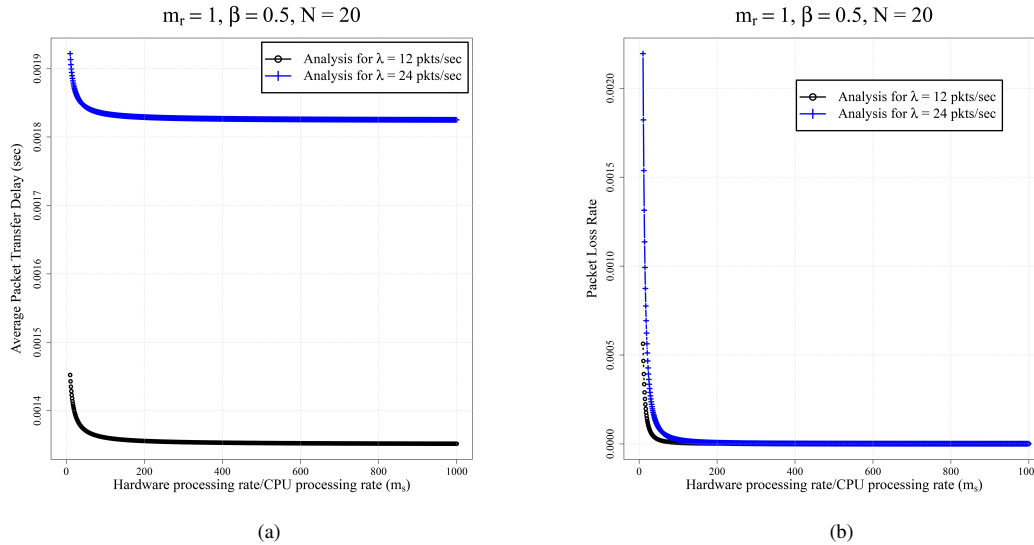 m_r = 1, β = 0.5, N = 20
Analysis for λ = 12 pkts/sec
Analysis for λ = 24 pkts/sec
Average Packet Transfer Delay (sec)
0.0019
0.0018
0.0017
0.0016
0.0015
0.0014
0 200 400 600 800 1000
Hardware processing rate/CPU processing rate (m_s)
(a)
m_r = 1, β = 0.5, N = 20
Analysis for λ = 12 pkts/sec
Analysis for λ = 24 pkts/sec
Packet Loss Rate
0.0020
0.0015
0.0010
0.0005
0.0000
0 200 400 600 800 100
Hardware processing rate/CPU processing rate (m_s)
(b)